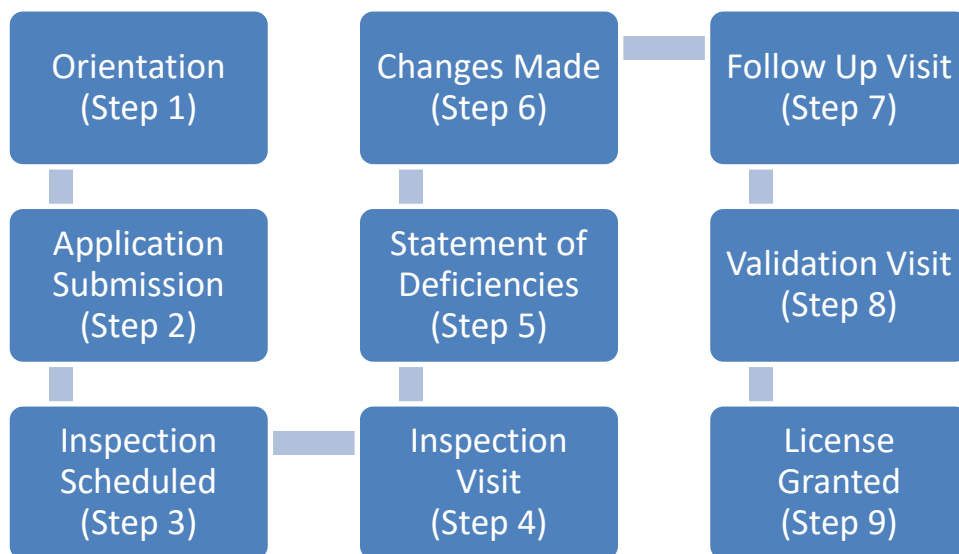 Orientation
(Step 1)
Application
Submission
(Step 2)
Inspection
Scheduled
(Step 3)
Inspection
Visit
(Step 4)
Statement of
Deficiencies
(Step 5)
Changes Made
(Step 6)
Follow Up Visit
(Step 7)
Validation Visit
(Step 8)
License
Granted
(Step 9)